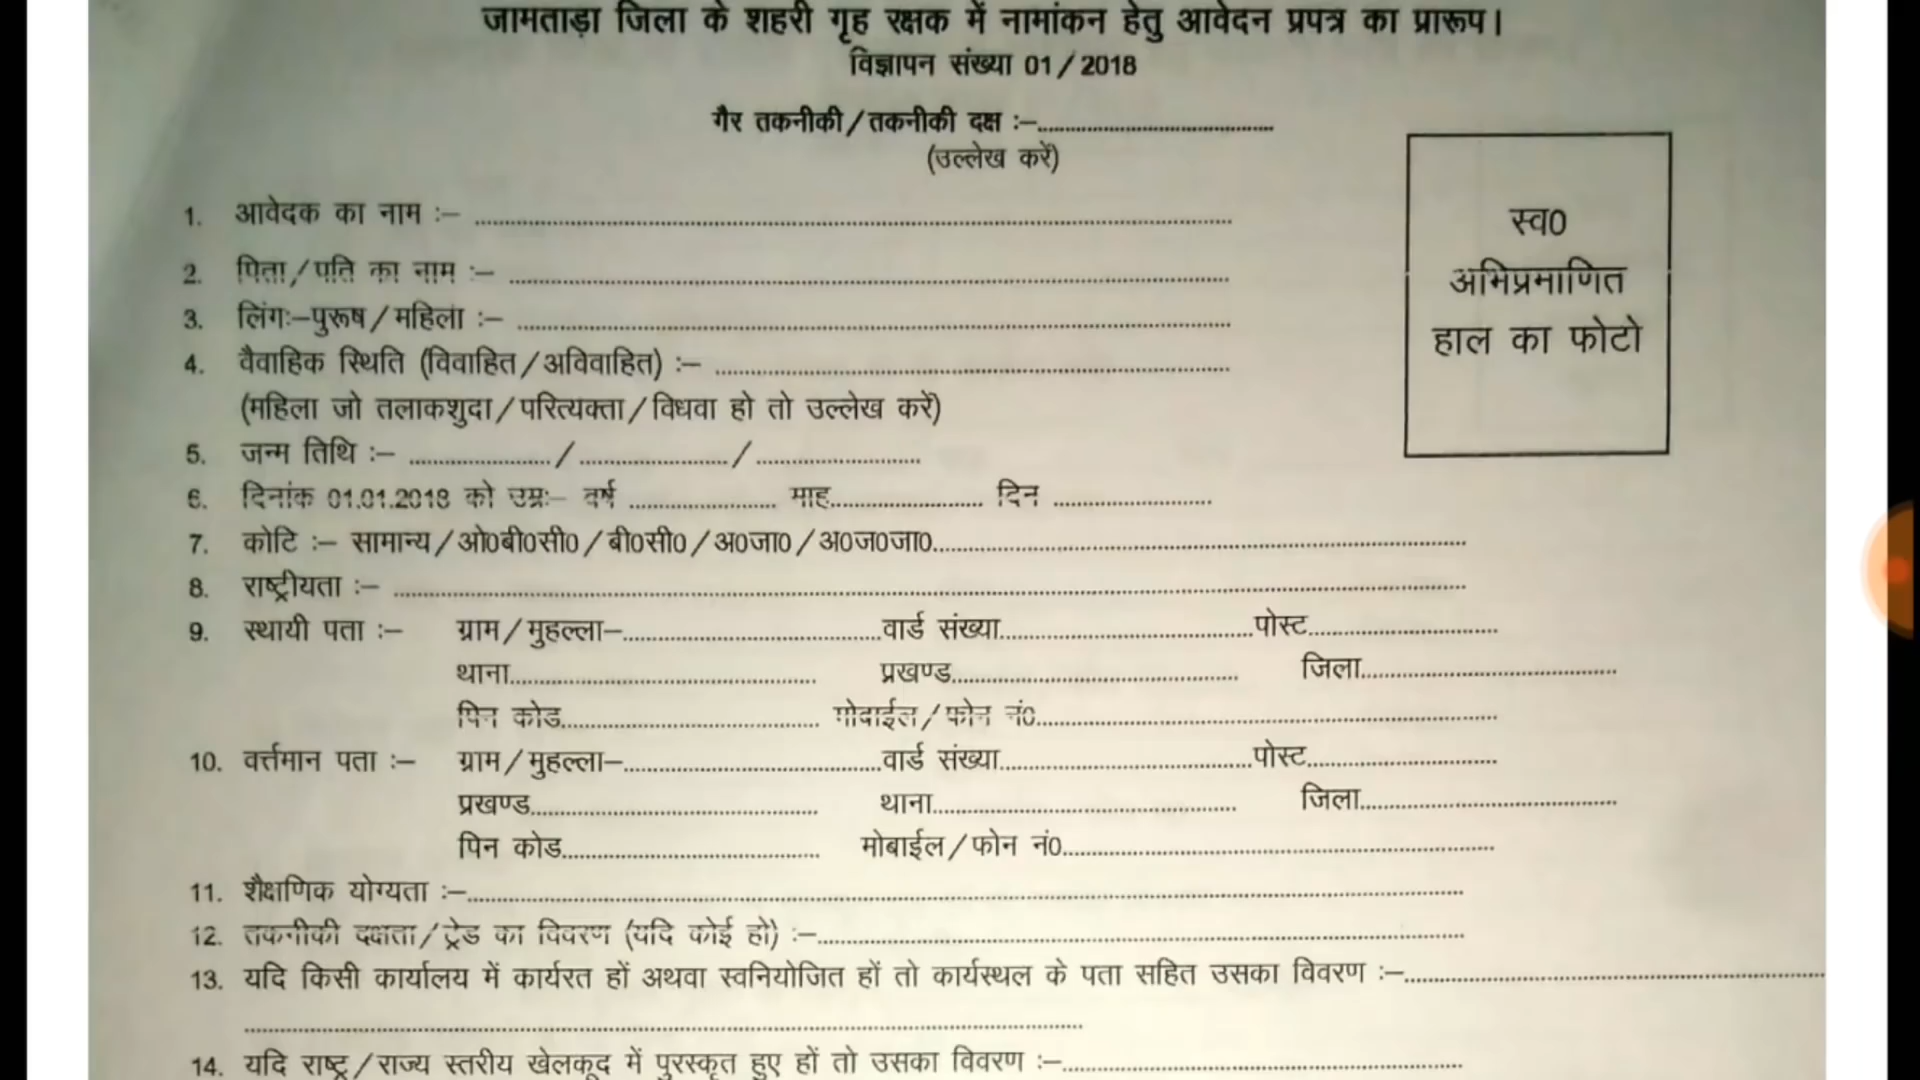 जामताड़ा जिला के शहरी गृह रक्षक में नामांकन हेतु आवेदन प्रपत्र का प्रारूप।
विज्ञापन संख्या 01/2018
गैर तकनीकी/तकनीकी दक्ष :–....................
(उल्लेख करें)
स्व0
अभिप्रमाणित
हाल का फोटो
1. आवेदक का नाम :– ....................
2. पिता/पति का नाम :– ....................
3. लिंगः–पुरूष/महिला :– ....................
4. वैवाहिक स्थिति (विवाहित/अविवाहित) :– ....................
(महिला जो तलाकशुदा/परित्यक्ता/विधवा हो तो उल्लेख करें)
5. जन्म तिथि :– ............/............/............
6. दिनांक 01.01.2018 को उम्रः– वर्ष ............ माह............ दिन ............
7. कोटि :– सामान्य/ओ0बी0सी0/बी0सी0/अ0जा0/अ0ज0जा0....................
8. राष्ट्रीयता :– ....................
9. स्थायी पता :– ग्राम/मुहल्ला–............वार्ड संख्या............पोस्ट............
थाना............ प्रखण्ड............ जिला............
पिन कोड............ मोबाईल/फोन नं0............
10. वर्त्तमान पता :– ग्राम/मुहल्ला–............वार्ड संख्या............पोस्ट............
प्रखण्ड............ थाना............ जिला............
पिन कोड............ मोबाईल/फोन नं0............
11. शैक्षणिक योग्यता :–....................
12. तकनीकी दक्षता/ट्रेड का विवरण (यदि कोई हो) :–....................
13. यदि किसी कार्यालय में कार्यरत हों अथवा स्वनियोजित हों तो कार्यस्थल के पता सहित उसका विवरण :–....................
....................
14. यदि राष्ट्र/राज्य स्तरीय खेलकूद में पुरस्कृत हुए हों तो उसका विवरण :–....................